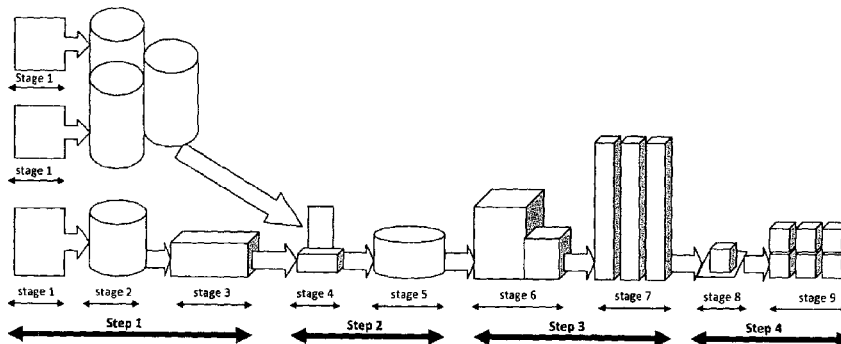 Stage 1
stage 1
stage 1
stage 2
stage 3
stage 4
stage 5
stage 6
stage 7
stage 8
stage 9
Step 1
Step 2
Step 3
Step 4